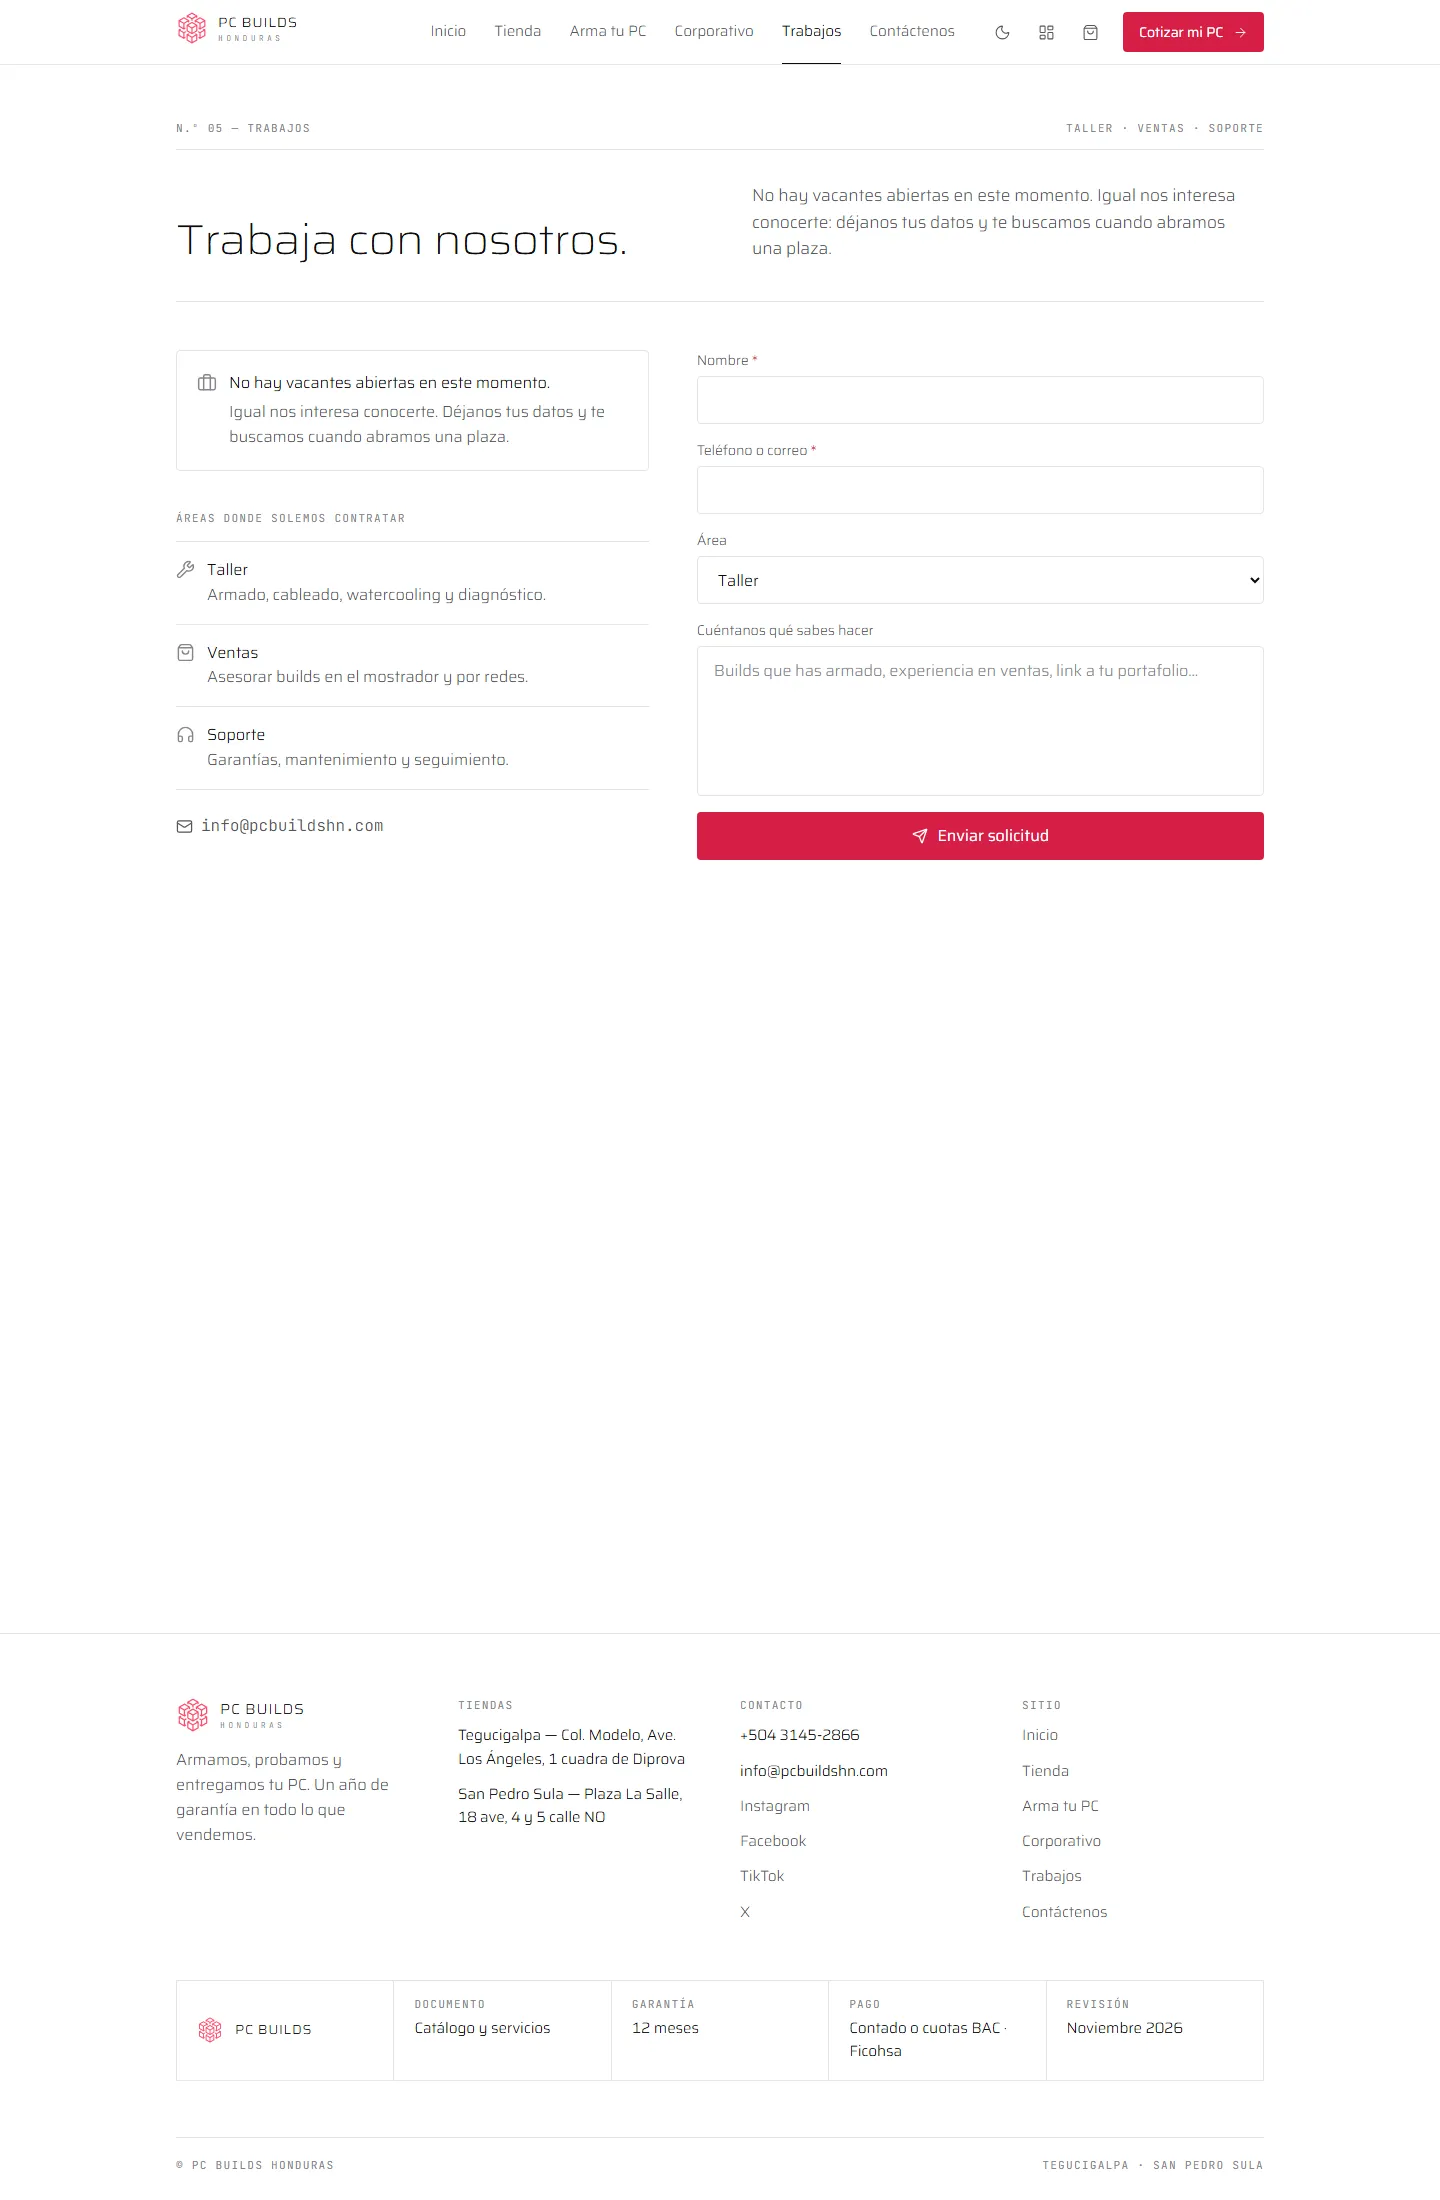 PC BUILDS
HONDURAS
Inicio
Tienda
Arma tu PC
Corporativo
Trabajos
Contáctenos
Cotizar mi PC
N.° 05 — TRABAJOS
TALLER · VENTAS · SOPORTE
Trabaja con nosotros.
No hay vacantes abiertas en este momento. Igual nos interesa
conocerte: déjanos tus datos y te buscamos cuando abramos
una plaza.
No hay vacantes abiertas en este momento.
Igual nos interesa conocerte. Déjanos tus datos y te
buscamos cuando abramos una plaza.
ÁREAS DONDE SOLEMOS CONTRATAR
Taller
Armado, cableado, watercooling y diagnóstico.
Ventas
Asesorar builds en el mostrador y por redes.
Soporte
Garantías, mantenimiento y seguimiento.
info@pcbuildshn.com
Nombre *
Teléfono o correo *
Área
Taller
Cuéntanos qué sabes hacer
Builds que has armado, experiencia en ventas, link a tu portafolio...
Enviar solicitud
PC BUILDS
HONDURAS
Armamos, probamos y
entregamos tu PC. Un año de
garantía en todo lo que
vendemos.
TIENDAS
Tegucigalpa — Col. Modelo, Ave.
Los Ángeles, 1 cuadra de Diprova
San Pedro Sula — Plaza La Salle,
18 ave, 4 y 5 calle NO
CONTACTO
+504 3145-2866
info@pcbuildshn.com
Instagram
Facebook
TikTok
X
SITIO
Inicio
Tienda
Arma tu PC
Corporativo
Trabajos
Contáctenos
PC BUILDS
DOCUMENTO
Catálogo y servicios
GARANTÍA
12 meses
PAGO
Contado o cuotas BAC ·
Ficohsa
REVISIÓN
Noviembre 2026
© PC BUILDS HONDURAS
TEGUCIGALPA · SAN PEDRO SULA